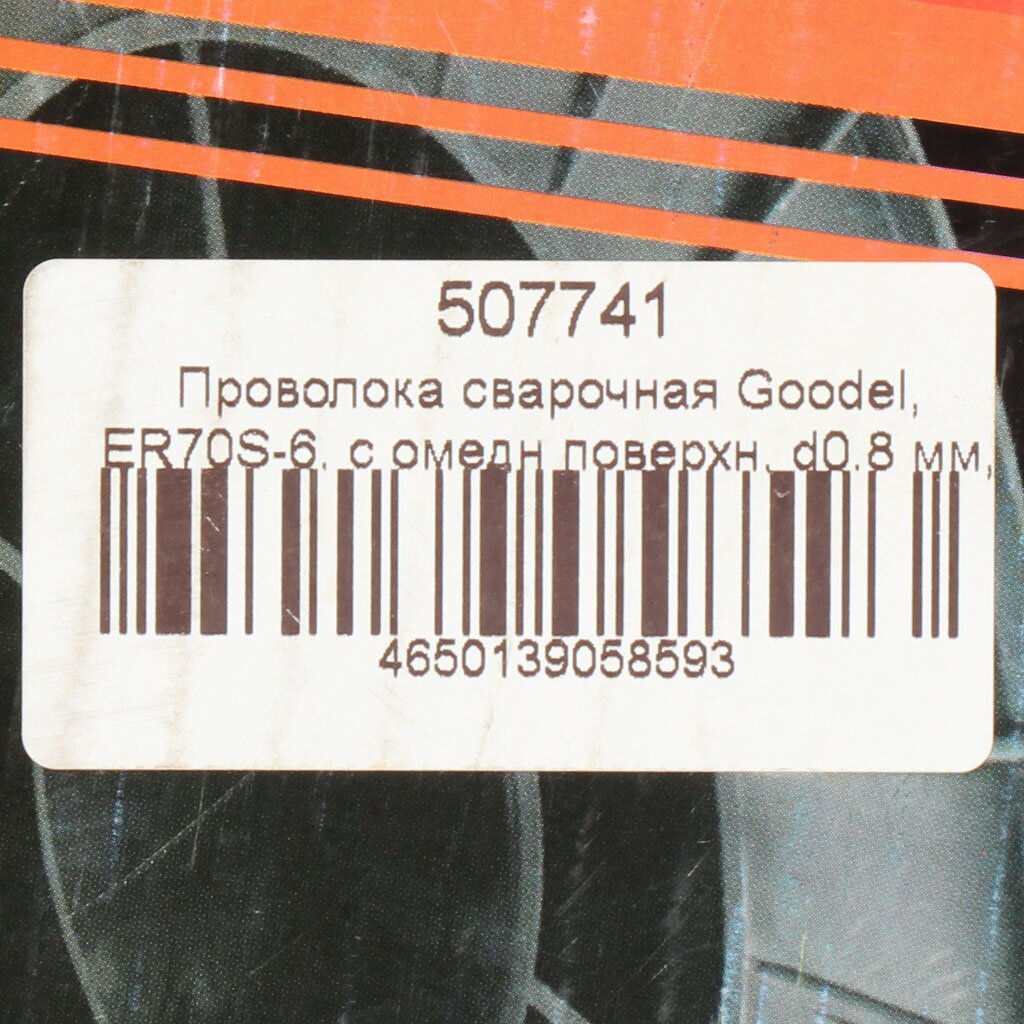 507741
Проволока сварочная Goodel,
ER70S-6, с омедн поверхн, d0.8 мм,
4650139058593